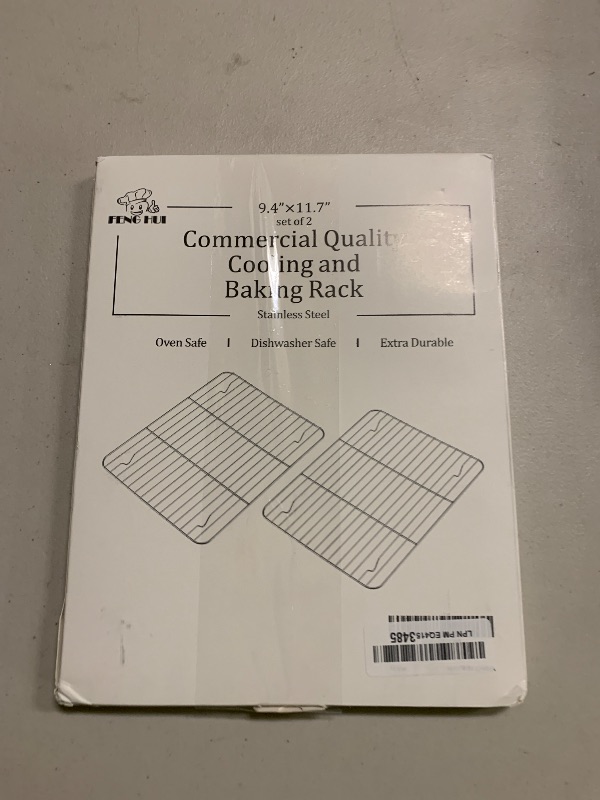 FENG HUI
9.4"×11.7"
set of 2
Commercial Quality
Cooling and
Baking Rack
Stainless Steel
Oven Safe | Dishwasher Safe | Extra Durable
LPN PM EQ4153485